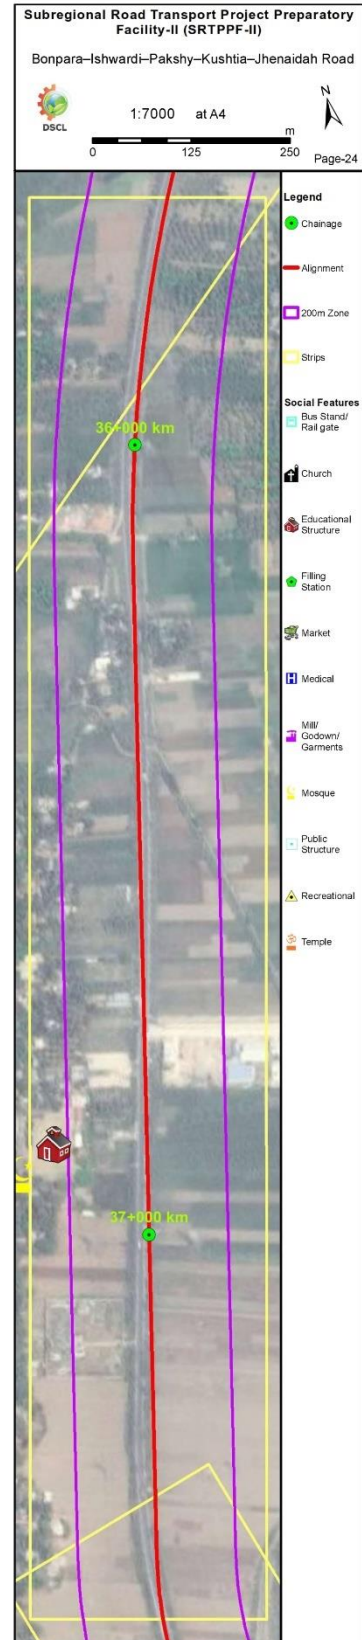 Subregional Road Transport Project Preparatory
Facility-II (SRTPPF-II)
Bonpara–Ishwardi–Pakshy–Kushtia–Jhenaidah Road
DSCL
1:7000 at A4
N
m
0 125 250
Page-24
Legend
Chainage
Alignment
200m Zone
Strips
Social Features
Bus Stand/
Rail gate
Church
Educational
Structure
Filling
Station
Market
H Medical
Mill/
Godown/
Garments
Mosque
Public
Structure
Recreational
Temple
36+000 km
37+000 km